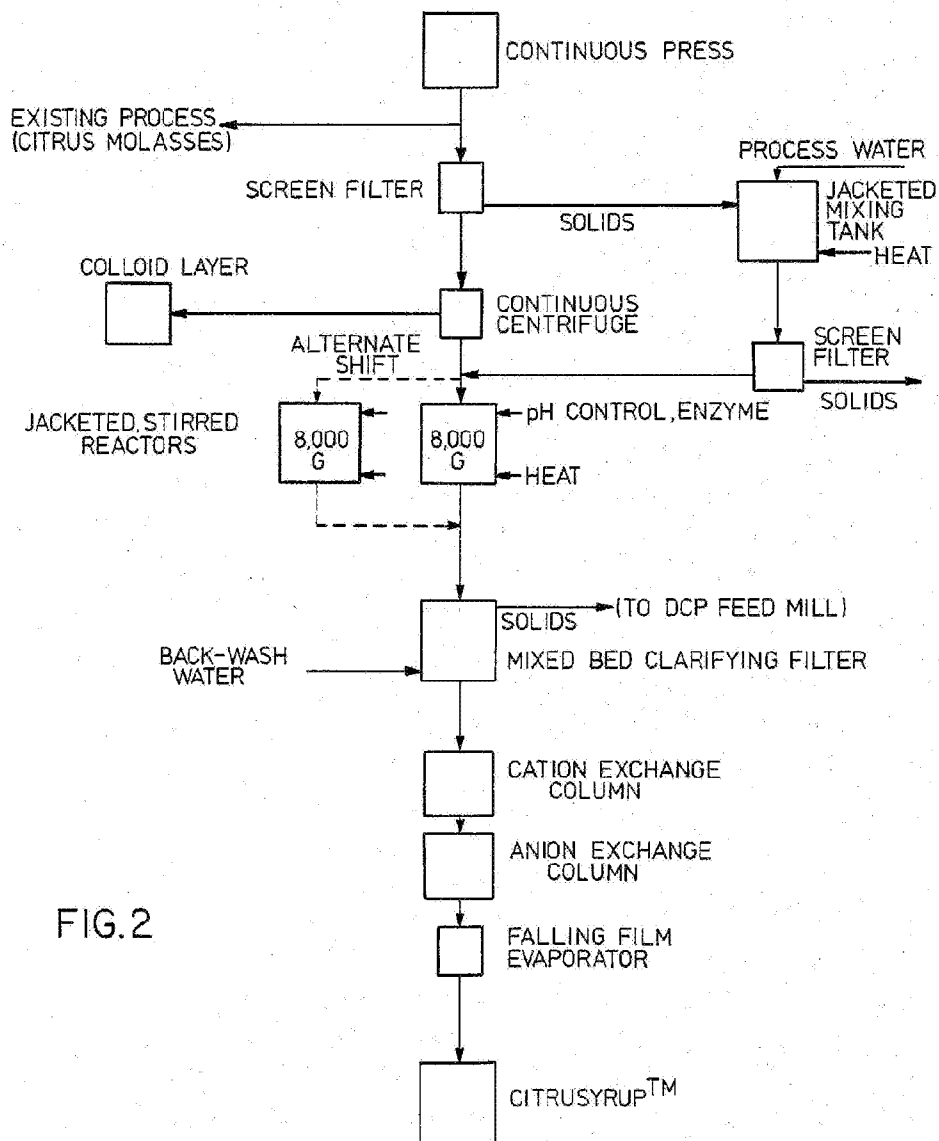 CONTINUOUS PRESS
EXISTING PROCESS
(CITRUS MOLASSES)
PROCESS WATER
SCREEN FILTER
JACKETED
MIXING
TANK
SOLIDS
HEAT
COLLOID LAYER
CONTINUOUS
CENTRIFUGE
ALTERNATE
SHIFT
SCREEN
FILTER
SOLIDS
JACKETED, STIRRED
REACTORS
8,000
G
8,000
G
pH CONTROL, ENZYME
HEAT
SOLIDS
(TO DCP FEED MILL)
BACK-WASH
WATER
MIXED BED CLARIFYING FILTER
CATION EXCHANGE
COLUMN
ANION EXCHANGE
COLUMN
FIG.2
FALLING FILM
EVAPORATOR
CITRUSYRUP™